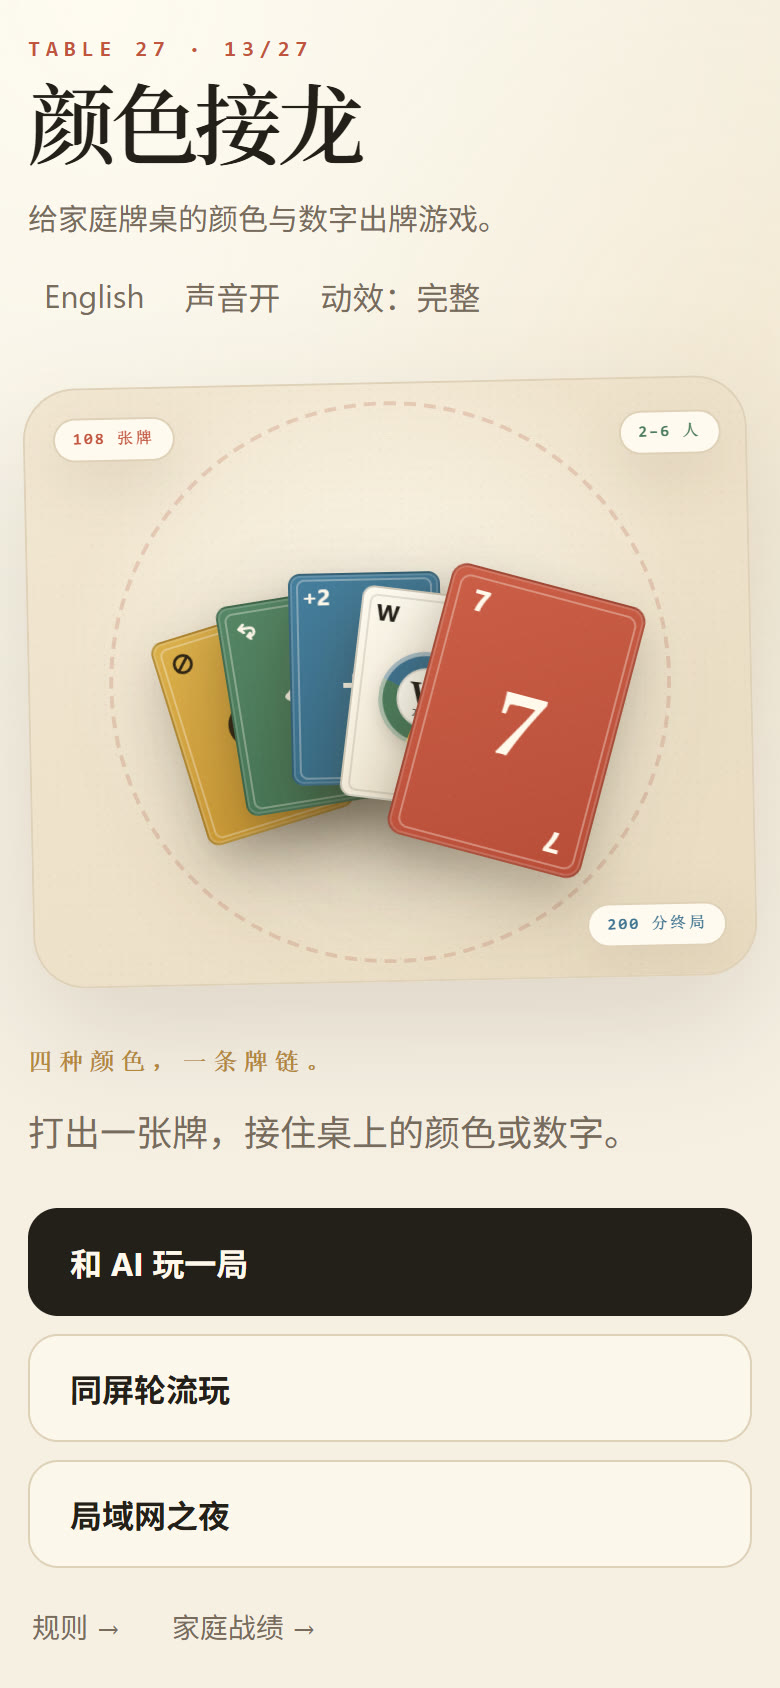 TABLE 27 · 13/27
颜色接龙
给家庭牌桌的颜色与数字出牌游戏。
English 声音开 动效：完整
108 张牌
2–6 人
+2
W
7
7
7
200 分终局
四种颜色，一条牌链。
打出一张牌，接住桌上的颜色或数字。
和 AI 玩一局
同屏轮流玩
局域网之夜
规则 → 家庭战绩 →